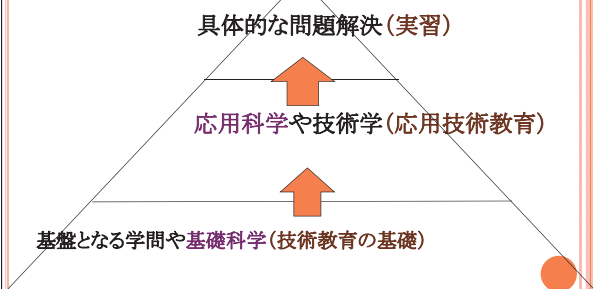 具体的な問題解決（実習）
応用科学や技術学（応用技術教育）
基盤となる学問や基礎科学（技術教育の基礎）